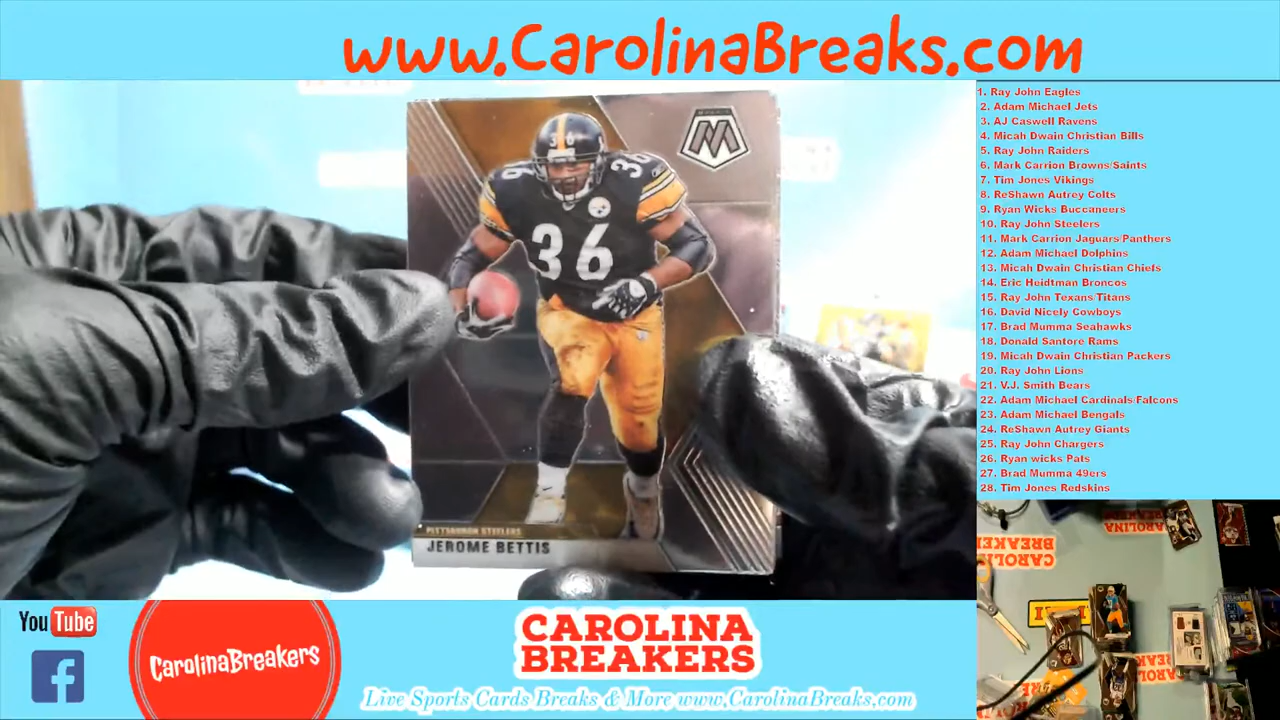 www.CarolinaBreaks.com
1. Ray John Eagles
2. Adam Michael Jets
3. AJ Caswell Ravens
4. Micah Dwain Christian Bills
5. Ray John Raiders
6. Mark Carrion Browns/Saints
7. Tim Jones Vikings
8. ReShawn Autrey Colts
9. Ryan Wicks Buccaneers
10. Ray John Steelers
11. Mark Carrion Jaguars/Panthers
12. Adam Michael Dolphins
13. Micah Dwain Christian Chiefs
14. Eric Heidtman Broncos
15. Ray John Texans/Titans
16. David Nicely Cowboys
17. Brad Mumma Seahawks
18. Donald Santore Rams
19. Micah Dwain Christian Packers
20. Ray John Lions
21. V.J. Smith Bears
22. Adam Michael Cardinals/Falcons
23. Adam Michael Bengals
24. ReShawn Autrey Giants
25. Ray John Chargers
26. Ryan wicks Pats
27. Brad Mumma 49ers
28. Tim Jones Redskins
M
36
36
36
36
PITTSBURGH STEELERS
JEROME BETTIS
CAROLINA
BREAKER
CAROLINA
BREAKERS
YouTube
CarolinaBreakers
CAROLINA
BREAKERS
Live Sports Cards Breaks & More www.CarolinaBreaks.com